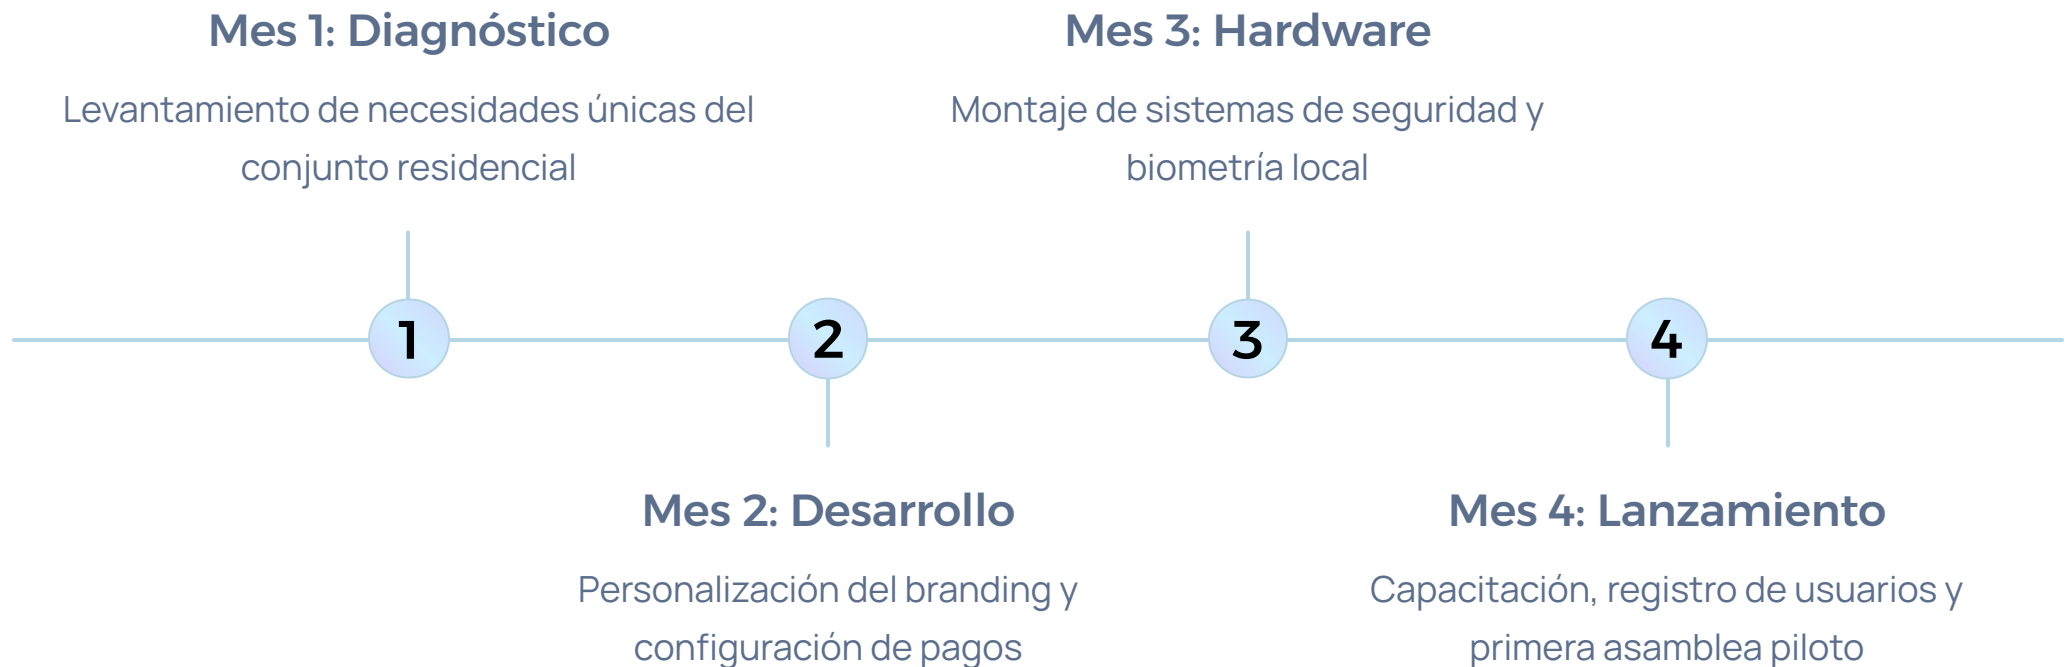 Mes 1: Diagnóstico
Levantamiento de necesidades únicas del
conjunto residencial
Mes 3: Hardware
Montaje de sistemas de seguridad y
biometría local
1
2
3
4
Mes 2: Desarrollo
Personalización del branding y
configuración de pagos
Mes 4: Lanzamiento
Capacitación, registro de usuarios y
primera asamblea piloto